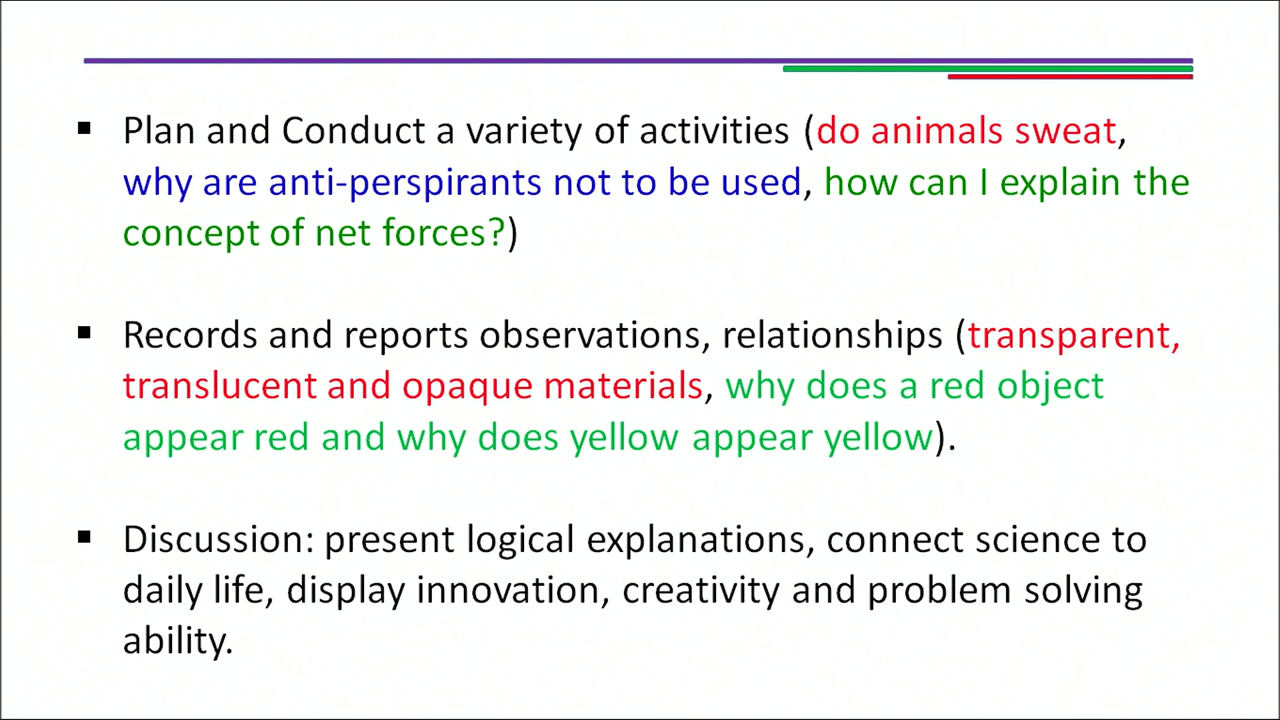 ▪ Plan and Conduct a variety of activities (do animals sweat,
why are anti-perspirants not to be used, how can I explain the
concept of net forces?)
▪ Records and reports observations, relationships (transparent,
translucent and opaque materials, why does a red object
appear red and why does yellow appear yellow).
▪ Discussion: present logical explanations, connect science to
daily life, display innovation, creativity and problem solving
ability.